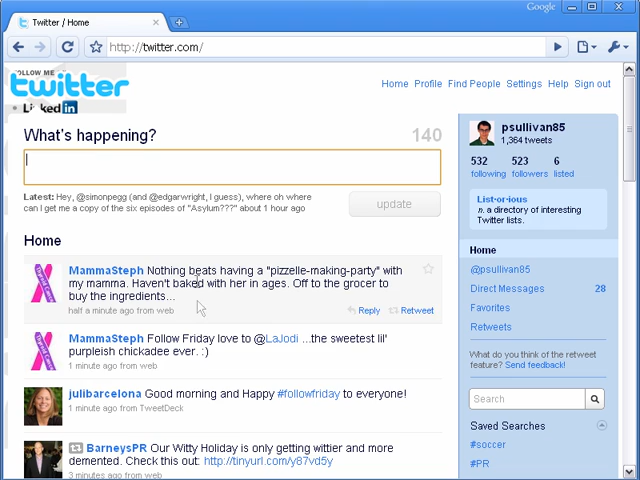 Google
Twitter / Home
http://twitter.com/
FOLLOW ME
twitter
Linked in
Home Profile Find People Settings Help Sign out
What's happening?
140
Latest: Hey, @simonpegg (and @edgarwright, I guess), where oh where
can I get me a copy of the six episodes of "Asylum??? about 1 hour ago
update
Home
MammaSteph Nothing beats having a "pizzelle-making-party" with
my mamma. Haven't baked with her in ages. Off to the grocer to
buy the ingredients...
half a minute ago from web
Reply Retweet
MammaSteph Follow Friday love to @LaJodi ...the sweetest lil'
purpleish chickadee ever. :)
1 minute ago from web
julibarcelona Good morning and Happy #followfriday to everyone!
1 minute ago from TweetDeck
BarneysPR Our Witty Holiday is only getting wittier and more
demented. Check this out: http://tinyurl.com/y87vd5y
3 minutes ago from web
psullivan85
1,364 tweets
532 523 6
following followers listed
List·or·ious
n. a directory of interesting
Twitter lists.
Home
@psullivan85
Direct Messages 28
Favorites
Retweets
What do you think of the retweet
feature? Send feedback!
Search
Saved Searches
#soccer
#PR